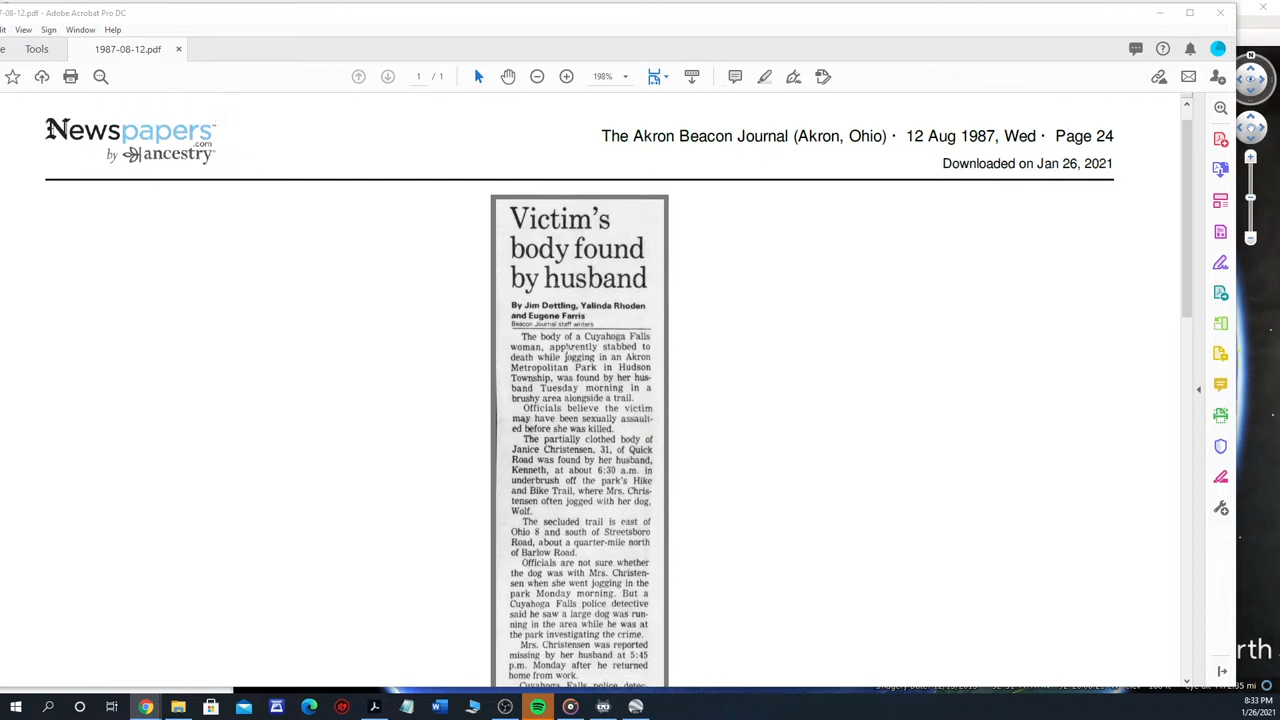 7-08-12.pdf - Adobe Acrobat Pro DC
it View Sign Window Help
e Tools 1987-08-12.pdf ×
1 / 1 198%
Newspapers .com
by ancestry
The Akron Beacon Journal (Akron, Ohio) · 12 Aug 1987, Wed · Page 24
Downloaded on Jan 26, 2021
Victim's
body found
by husband
By Jim Dettling, Yalinda Rhoden
and Eugene Farris
Beacon Journal staff writers
The body of a Cuyahoga Falls
woman, apparently stabbed to
death while jogging in an Akron
Metropolitan Park in Hudson
Township, was found by her hus-
band Tuesday morning in a
brushy area alongside a trail.
Officials believe the victim
may have been sexually assault-
ed before she was killed.
The partially clothed body of
Janice Christensen, 31, of Quick
Road was found by her husband,
Kenneth, at about 6:30 a.m. in
underbrush off the park's Hike
and Bike Trail, where Mrs. Chris-
tensen often jogged with her dog,
Wolf.
The secluded trail is east of
Ohio 8 and south of Streetsboro
Road, about a quarter-mile north
of Barlow Road.
Officials are not sure whether
the dog was with Mrs. Christen-
sen when she went jogging in the
park Monday morning. But a
Cuyahoga Falls police detective
said he saw a large dog was run-
ning in the area while he was at
the park investigating the crime.
Mrs. Christensen was reported
missing by her husband at 5:45
p.m. Monday after he returned
home from work.
Cuyahoga Falls police detec-
N
rth
8:33 PM
1/26/2021